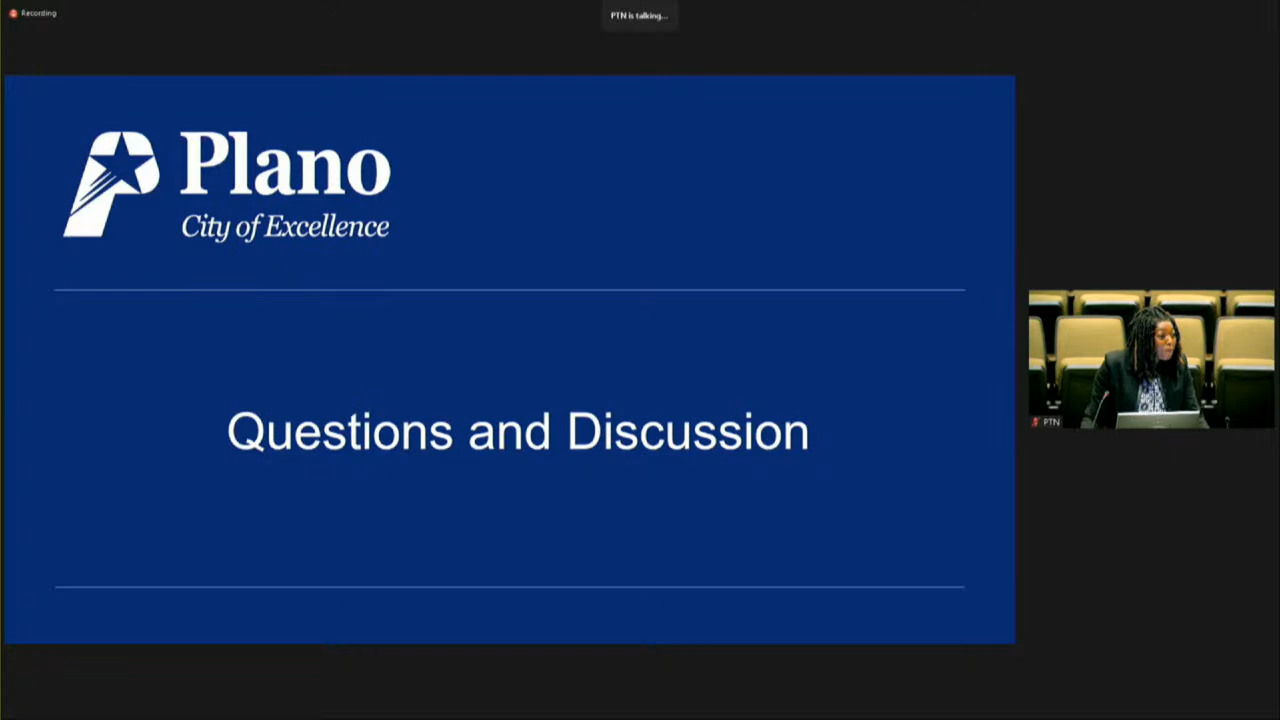 Recording
PTN is talking...
Plano
City of Excellence
Questions and Discussion
PTN